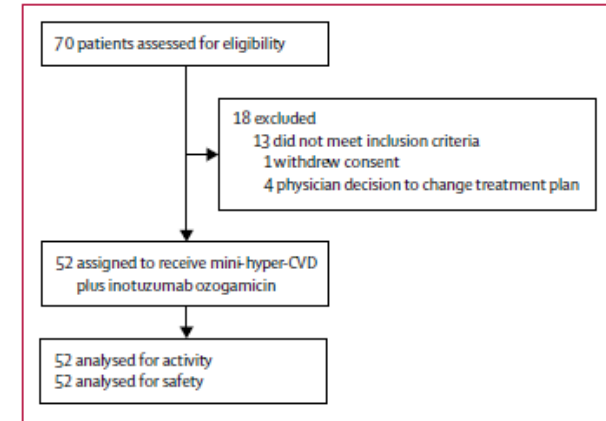 70 patients assessed for eligibility
18 excluded
13 did not meet inclusion criteria
1 withdrew consent
4 physician decision to change treatment plan
52 assigned to receive mini-hyper-CVD
plus inotuzumab ozogamicin
52 analysed for activity
52 analysed for safety